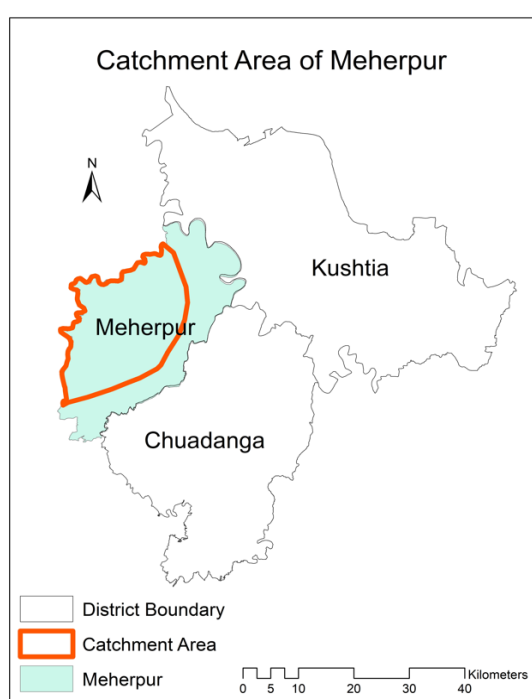 Catchment Area of Meherpur
N
Kushtia
Meherpur
Chuadanga
District Boundary
Catchment Area
Meherpur
Kilometers
0 5 10 20 30 40